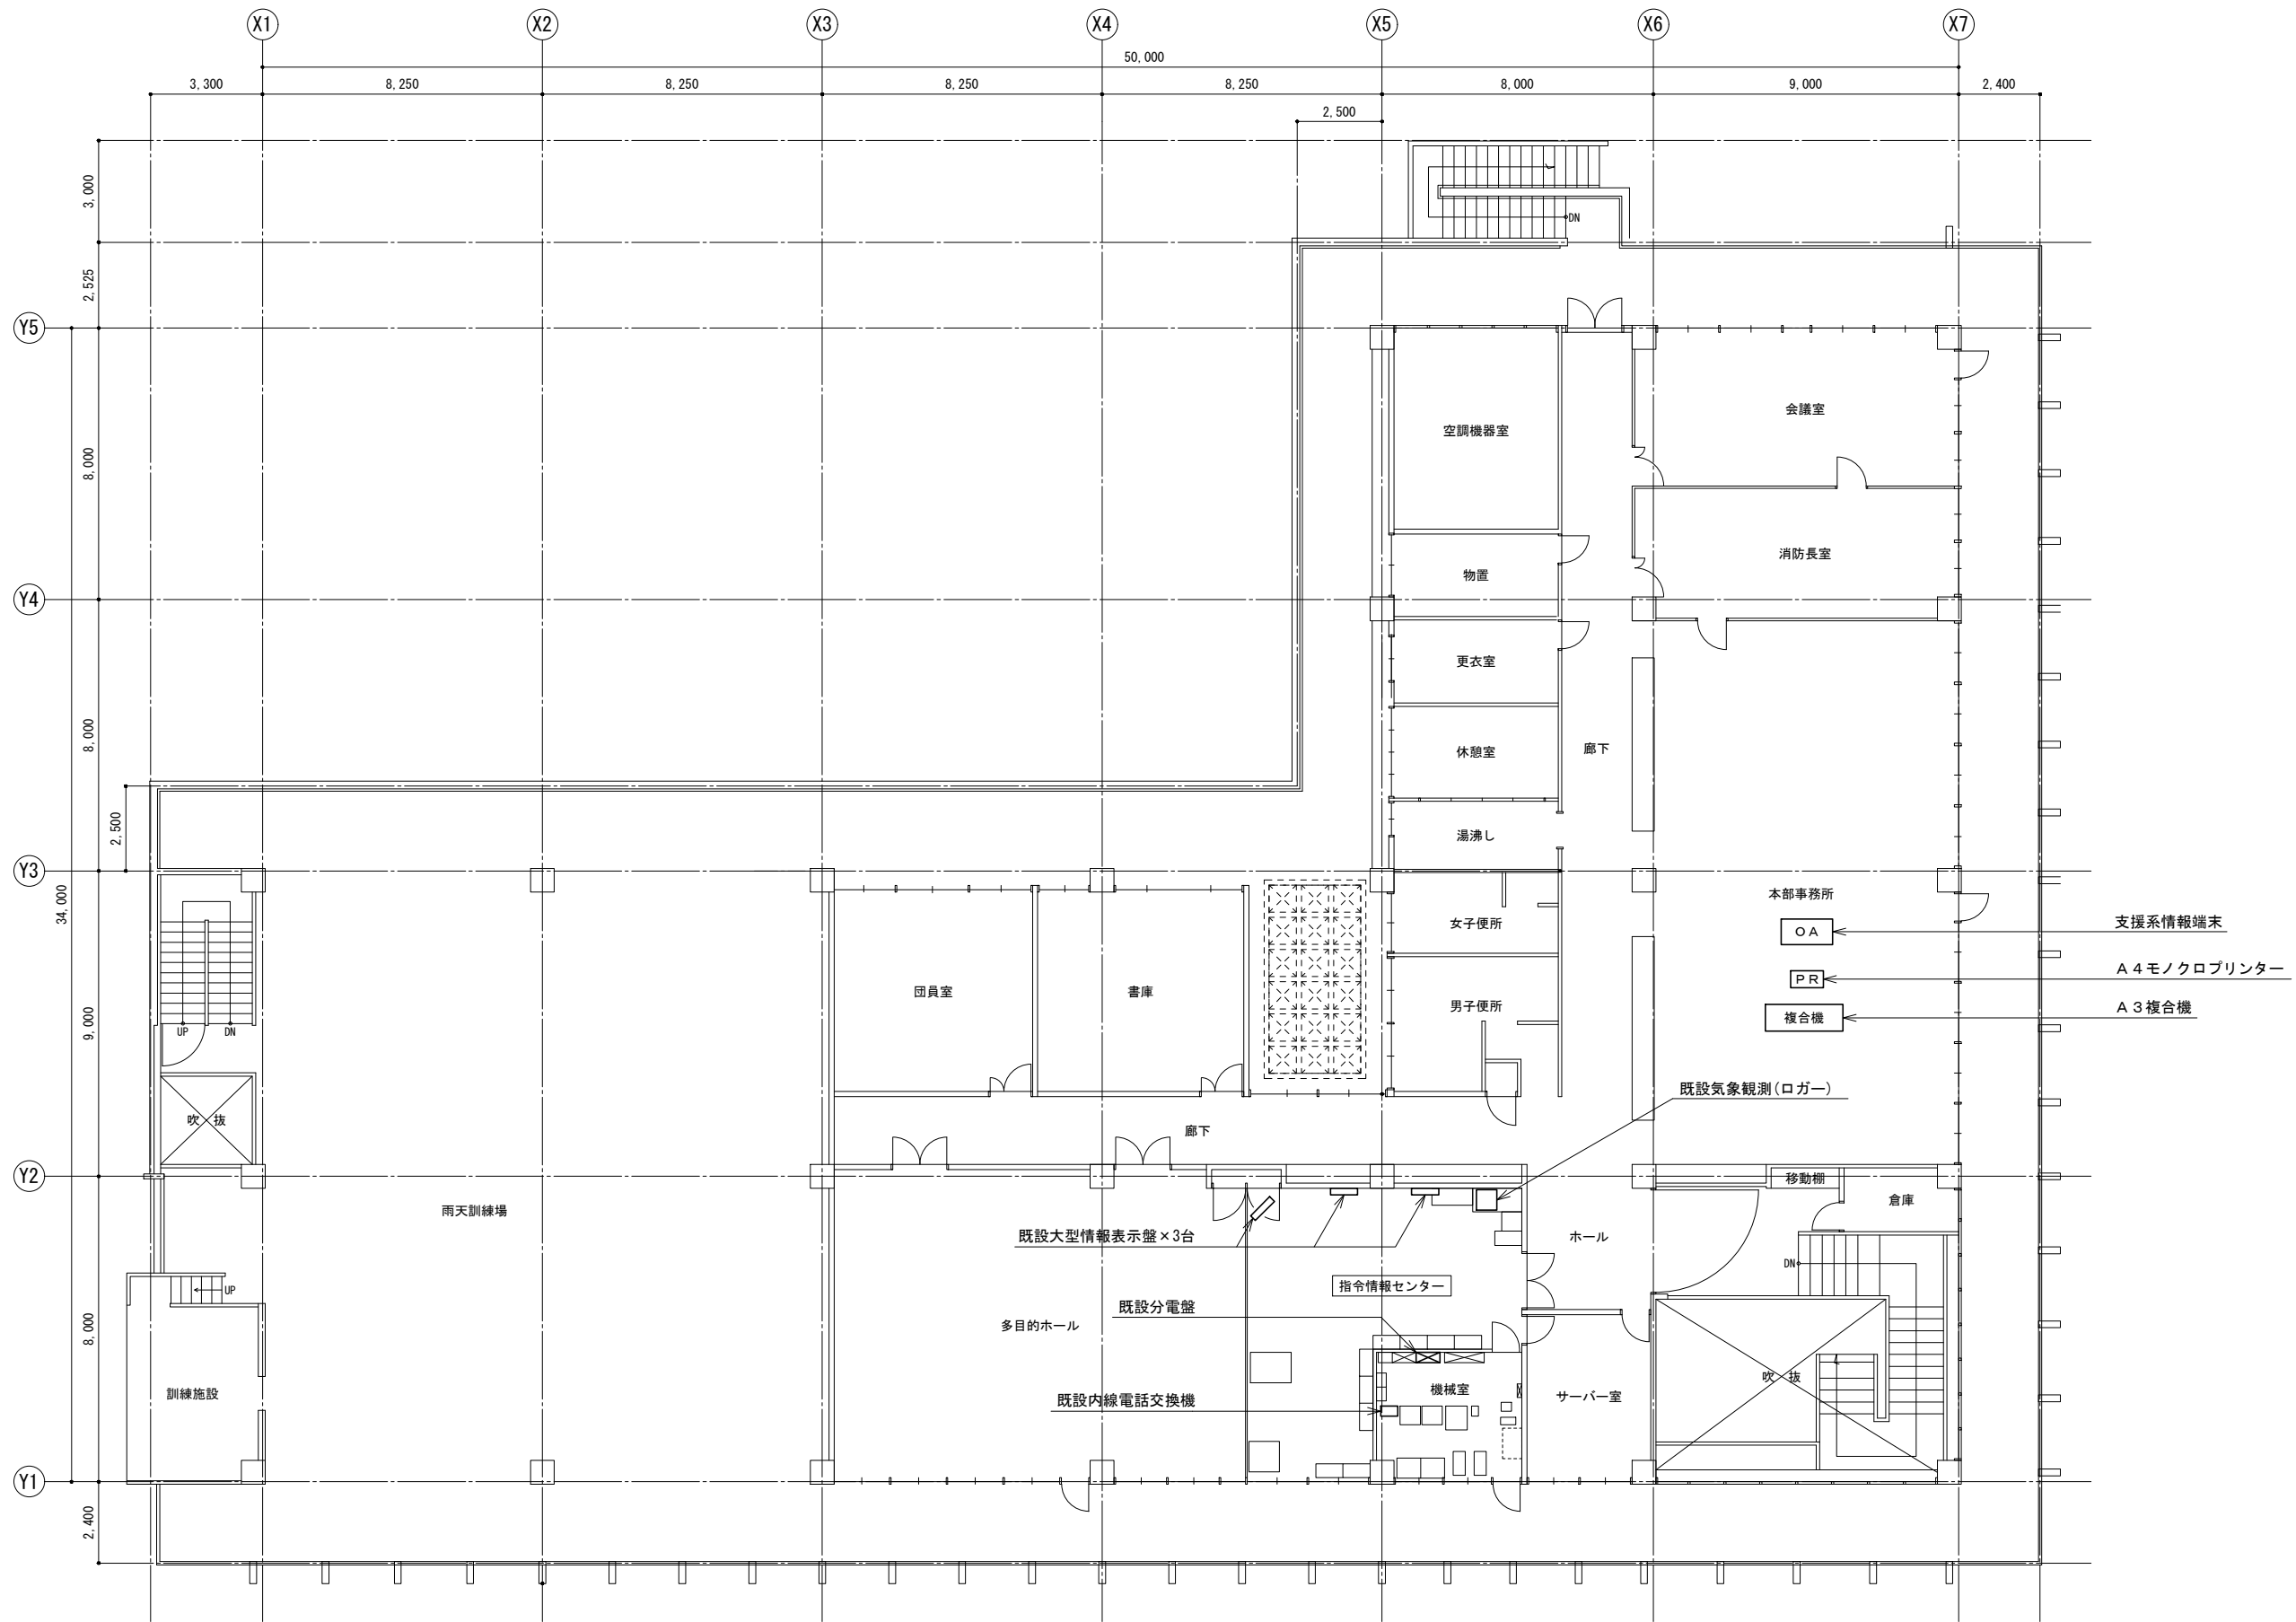 X1 X2 X3 X4 X5 X6 X7
50,000
3,300 8,250 8,250 8,250 8,250 8,000 9,000 2,400
2,500
3,000
DN
2,525
Y5
会議室
空調機器室
8,000
消防長室
物置
Y4
更衣室
休憩室
廊下
8,000
湯沸し
2,500
Y3
34,000
本部事務所
女子便所
支援系情報端末
OA
A4モノクロプリンター
PR
団員室
書庫
男子便所
A3複合機
複合機
9,000
UP DN
既設気象観測(ロガー)
吹 抜
廊下
Y2
移動棚
倉庫
雨天訓練場
既設大型情報表示盤×3台
ホール
DN
指令情報センター
UP
既設分電盤
多目的ホール
8,000
吹 抜
訓練施設
機械室
サーバー室
既設内線電話交換機
Y1
2,400